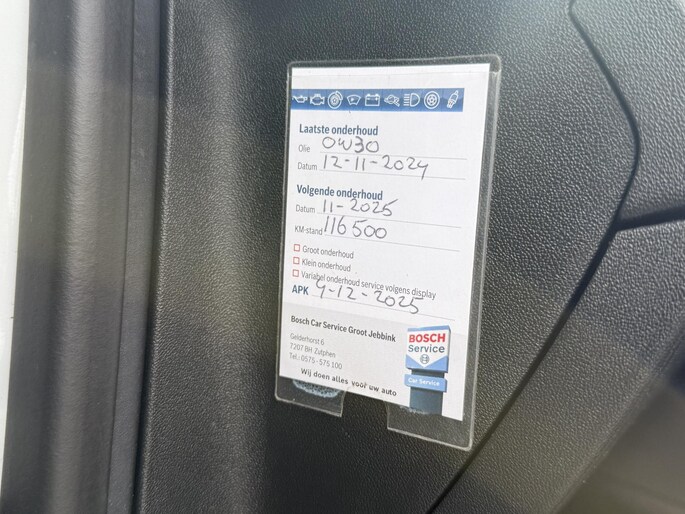 Laatste onderhoud
Olie 0W30
Datum 12-11-2024
Volgende onderhoud
Datum 11-2025
KM-stand 116500
Groot onderhoud
Klein onderhoud
Variabel onderhoud service volgens display
APK 9-12-2025
Bosch Car Service Groot Jebbink
Gelderhorst 6
7207 BH Zutphen
Tel.: 0575 - 575 100
Wij doen alles voor uw auto
BOSCH
Service
Car Service